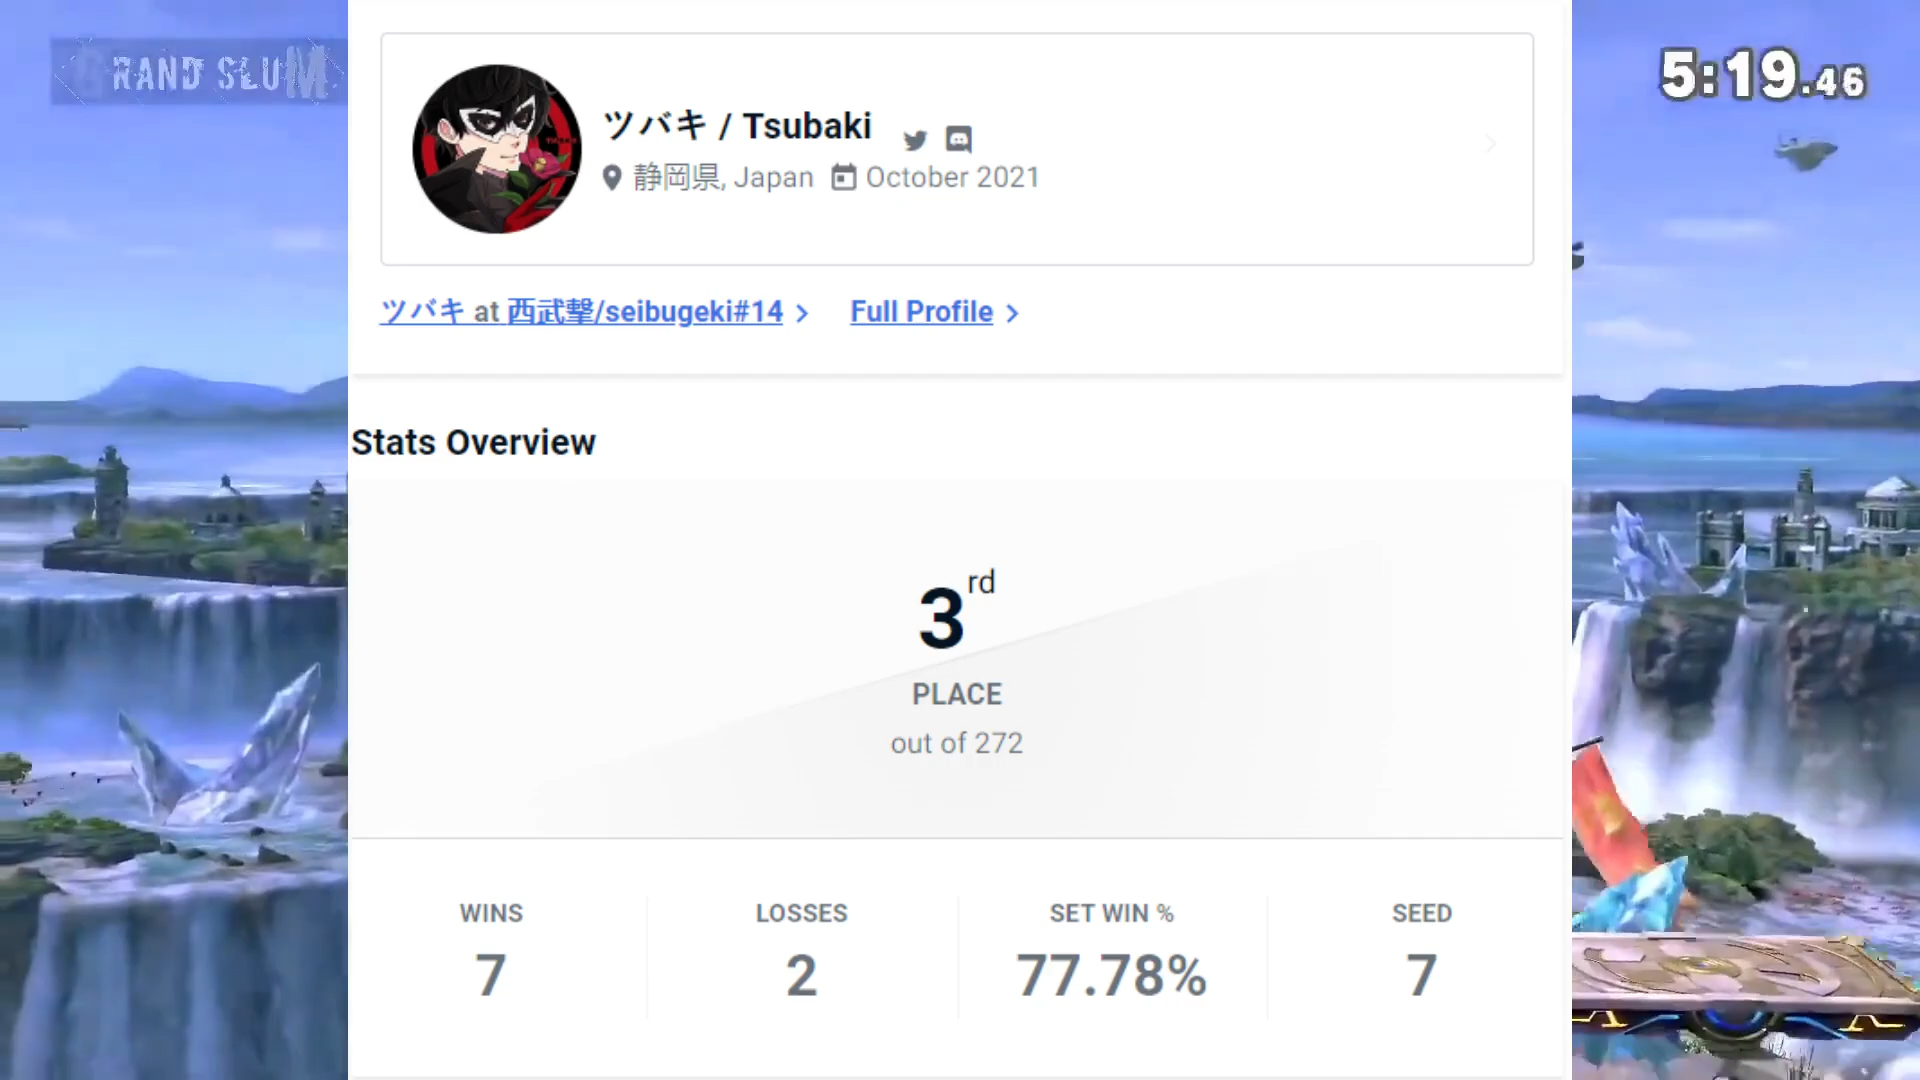 GRAND SLUM
5:19.46
ツバキ / Tsubaki
静岡県, Japan October 2021
ツバキ at 西武撃/seibugeki#14 Full Profile
Stats Overview
3rd
PLACE
out of 272
WINS LOSSES SET WIN % SEED
7 2 77.78% 7